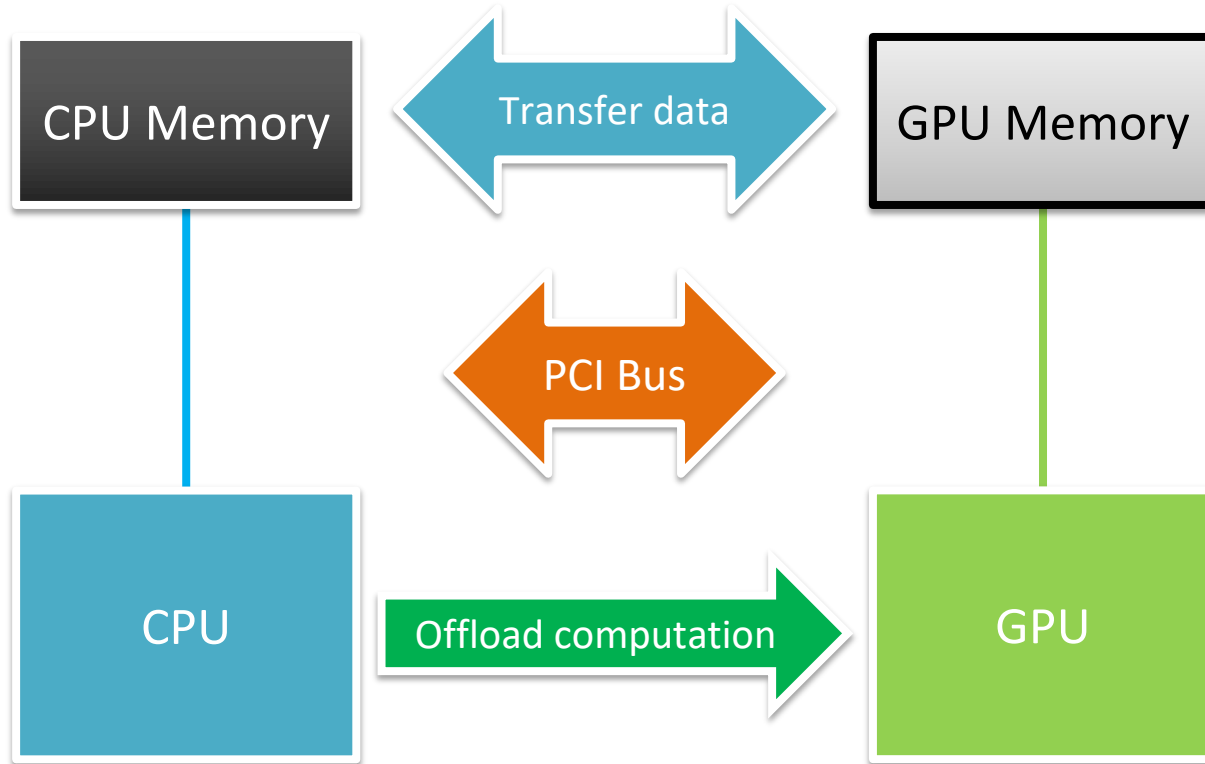 CPU Memory
Transfer data
GPU Memory
PCI Bus
CPU
Offload computation
GPU